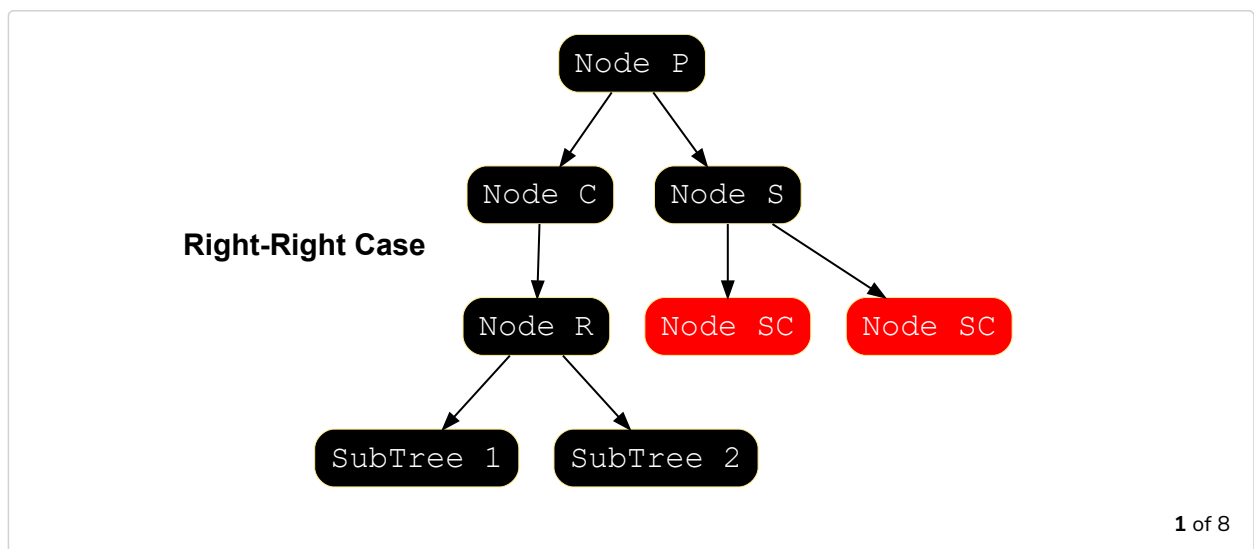 Node P
Node C
Node S
Right-Right Case
Node R
Node SC
Node SC
SubTree 1
SubTree 2
1 of 8